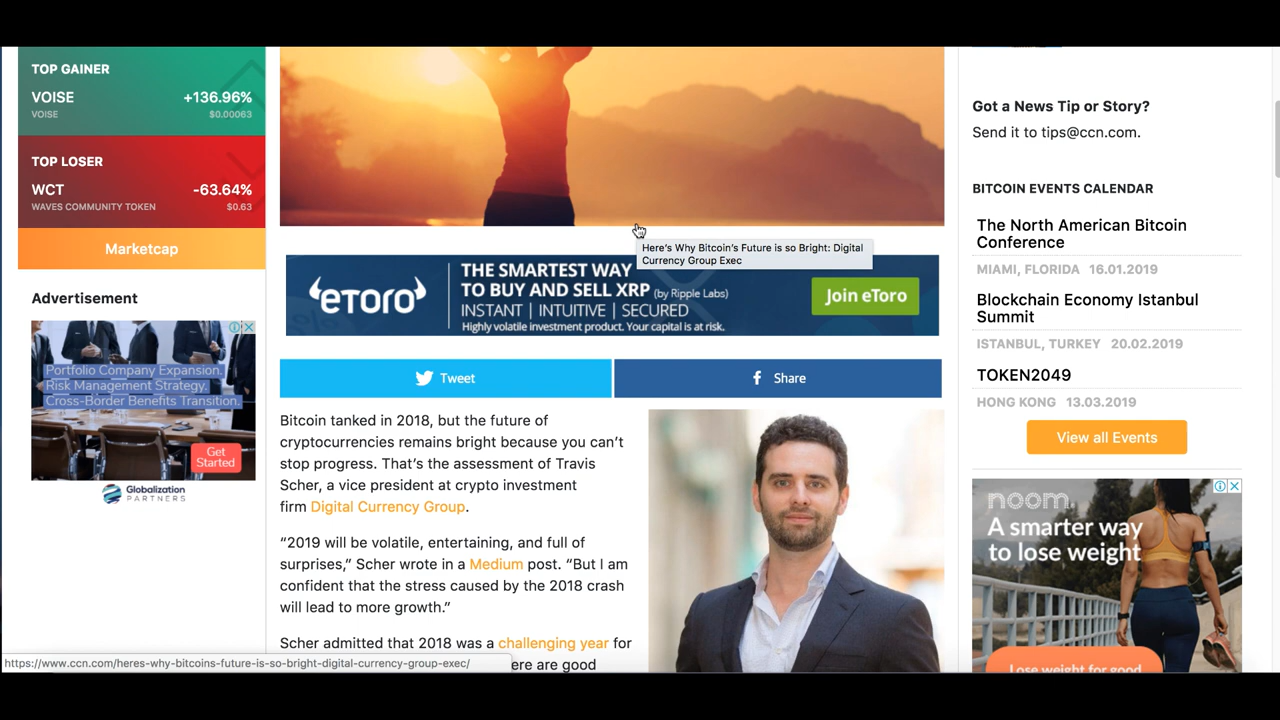 TOP GAINER
VOISE +136.96%
VOISE $0.00063
TOP LOSER
WCT -63.64%
WAVES COMMUNITY TOKEN $0.63
Marketcap
Advertisement
Portfolio Company Expansion.
Risk Management Strategy.
Cross-Border Benefits Transition.
Get
Started
Globalization
PARTNERS
Here's Why Bitcoin's Future is so Bright: Digital
Currency Group Exec
eToro
THE SMARTEST WAY
TO BUY AND SELL XRP (by Ripple Labs)
INSTANT | INTUITIVE | SECURED
Highly volatile investment product. Your capital is at risk.
Join eToro
Tweet
Share
Bitcoin tanked in 2018, but the future of
cryptocurrencies remains bright because you can't
stop progress. That's the assessment of Travis
Scher, a vice president at crypto investment
firm Digital Currency Group.
“2019 will be volatile, entertaining, and full of
surprises,” Scher wrote in a Medium post. “But I am
confident that the stress caused by the 2018 crash
will lead to more growth.”
Scher admitted that 2018 was a challenging year for
ere are good
https://www.ccn.com/heres-why-bitcoins-future-is-so-bright-digital-currency-group-exec/
Got a News Tip or Story?
Send it to tips@ccn.com.
BITCOIN EVENTS CALENDAR
The North American Bitcoin
Conference
MIAMI, FLORIDA 16.01.2019
Blockchain Economy Istanbul
Summit
ISTANBUL, TURKEY 20.02.2019
TOKEN2049
HONG KONG 13.03.2019
View all Events
noom
A smarter way
to lose weight
Lose weight for good